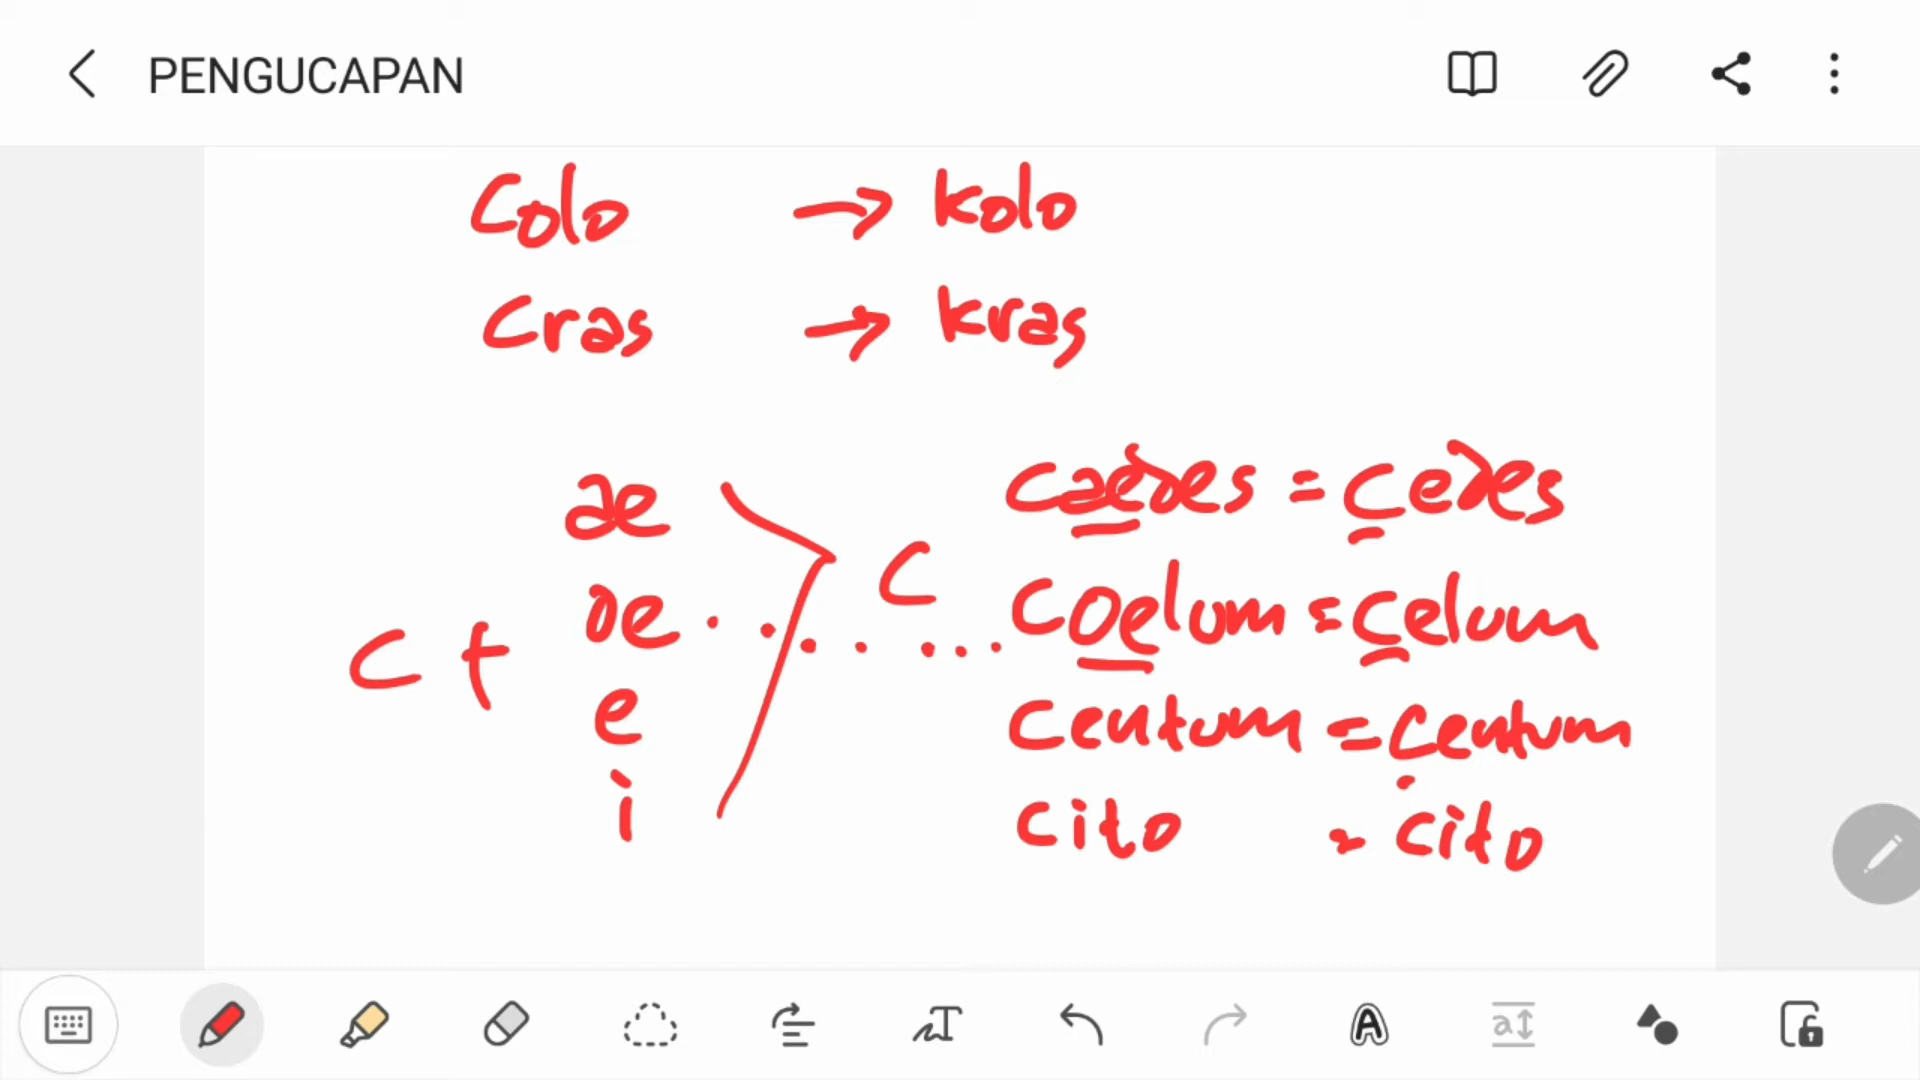 PENGUCAPAN
Colo → kolo
Cras → kras
ae caedes = cedes
C
oe ......... Coelum = celum
C +
e centum = centum
i cito = cito